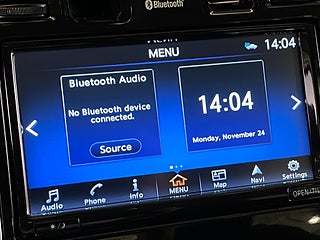 Bluetooth
MENU
14:04
Bluetooth Audio
No Bluetooth device
connected.
Source
14:04
Monday, November 24
Audio
Phone
Info
MENU
Map
Navi
Settings